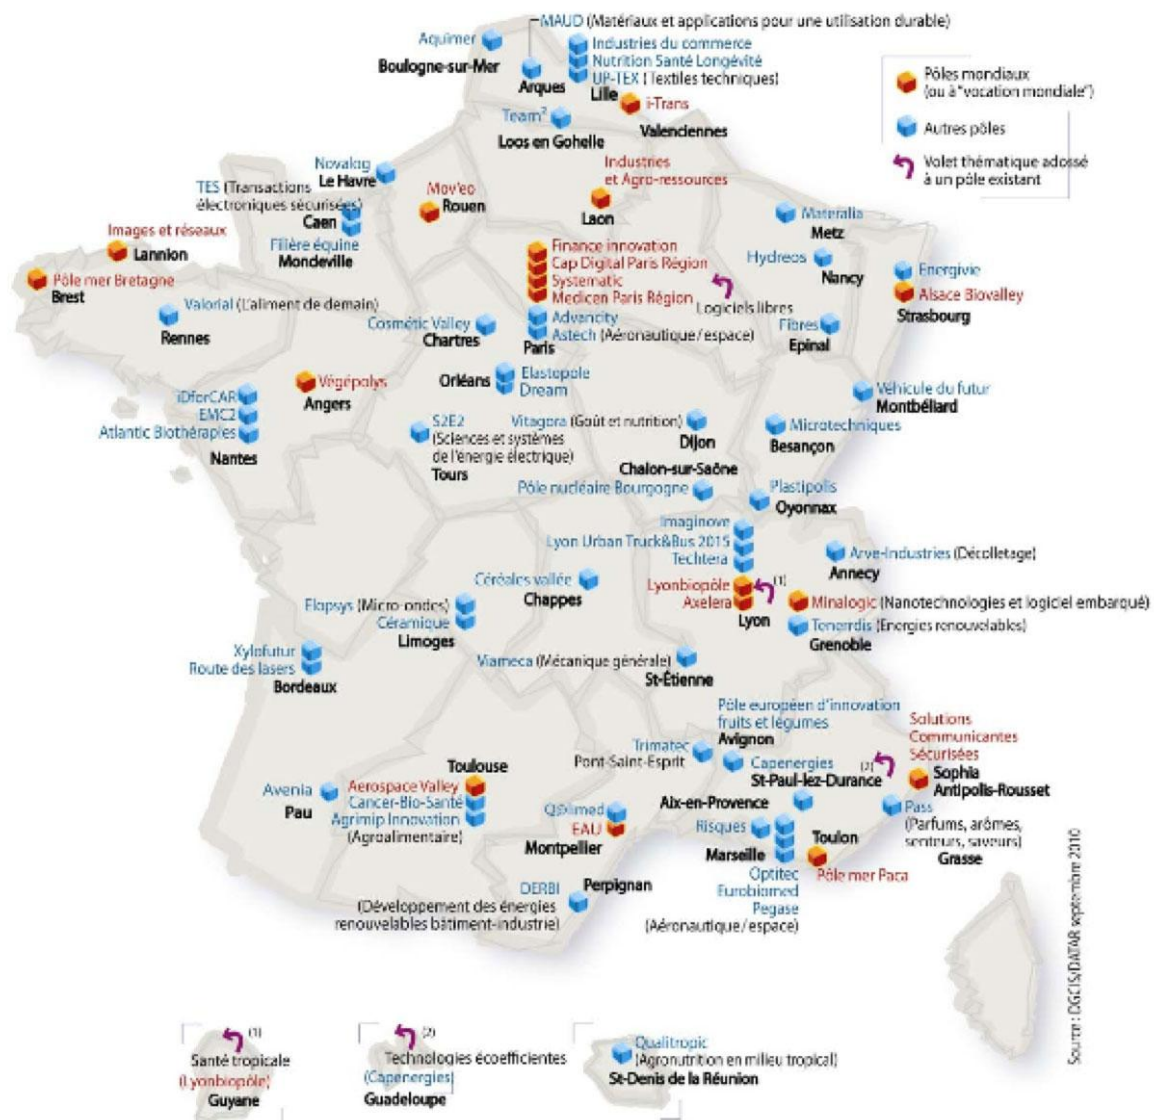 MAUD (Matériaux et applications pour une utilisation durable)
Aquimer
Boulogne-sur-Mer
Arques
Industries du commerce
Nutrition Santé Longévité
UP-TEX (Textiles techniques)
Lille
i-Trans
Valenciennes
Team²
Loos en Gohelle
Pôles mondiaux
(ou à "vocation mondiale")
Autres pôles
Volet thématique adossé
à un pôle existant
Novalog
Le Havre
TES (Transactions
électroniques sécurisées)
Caen
Filière équine
Mondeville
Mov'eo
Rouen
Industries
et Agro-ressources
Laon
Materalia
Metz
Hydreos
Nancy
Energivie
Alsace Biovalley
Strasbourg
Images et réseaux
Lannion
Pôle mer Bretagne
Brest
Valorial (L'aliment de demain)
Rennes
Finance innovation
Cap Digital Paris Région
Systematic
Medicen Paris Région
Logiciels libres
Advancity
Astech (Aéronautique/espace)
Paris
Cosmétic Valley
Chartres
Fibres
Epinal
Orléans
Elastopole
Dream
Végépolys
Angers
iDforCAR
EMC2
Atlantic Biothérapies
Nantes
S2E2
(Sciences et systèmes
de l'énergie électrique)
Tours
Vitagora (Goût et nutrition)
Dijon
Véhicule du futur
Montbéliard
Microtechniques
Besançon
Chalon-sur-Saône
Pôle nucléaire Bourgogne
Plastipolis
Oyonnax
Imaginove
Lyon Urban Truck&Bus 2015
Techtera
Lyonbiopôle
(1)
Axelera
Lyon
Arve-Industries (Décolletage)
Annecy
Minalogic (Nanotechnologies et logiciel embarqué)
Tenerrdis (Energies renouvelables)
Grenoble
Céréales vallée
Chappes
Elopsys (Micro-ondes)
Céramique
Limoges
Xylofutur
Route des lasers
Bordeaux
Viameca (Mécanique générale)
St-Étienne
Pôle européen d'innovation
fruits et légumes
Avignon
Trimatec
Pont-Saint-Esprit
Capenergies
(2)
St-Paul-lez-Durance
Solutions
Communicantes
Sécurisées
Sophia
Antipolis-Rousset
Toulouse
Aerospace Valley
Cancer-Bio-Santé
Agrimip Innovation
(Agroalimentaire)
Avenia
Pau
Q@limed
EAU
Montpellier
Aix-en-Provence
Risques
Marseille
Optitec
Eurobiomed
Pegase
(Aéronautique/espace)
Toulon
Pôle mer Paca
Pass
(Parfums, arômes,
senteurs, saveurs)
Grasse
DERBI
Perpignan
(Développement des énergies
renouvelables bâtiment-industrie)
Source : DGCIS/DATAR septembre 2010
(1)
Santé tropicale
(Lyonbiopôle)
Guyane
(2)
Technologies écoefficientes
(Capenergies)
Guadeloupe
Qualitropic
(Agronutrition en milieu tropical)
St-Denis de la Réunion